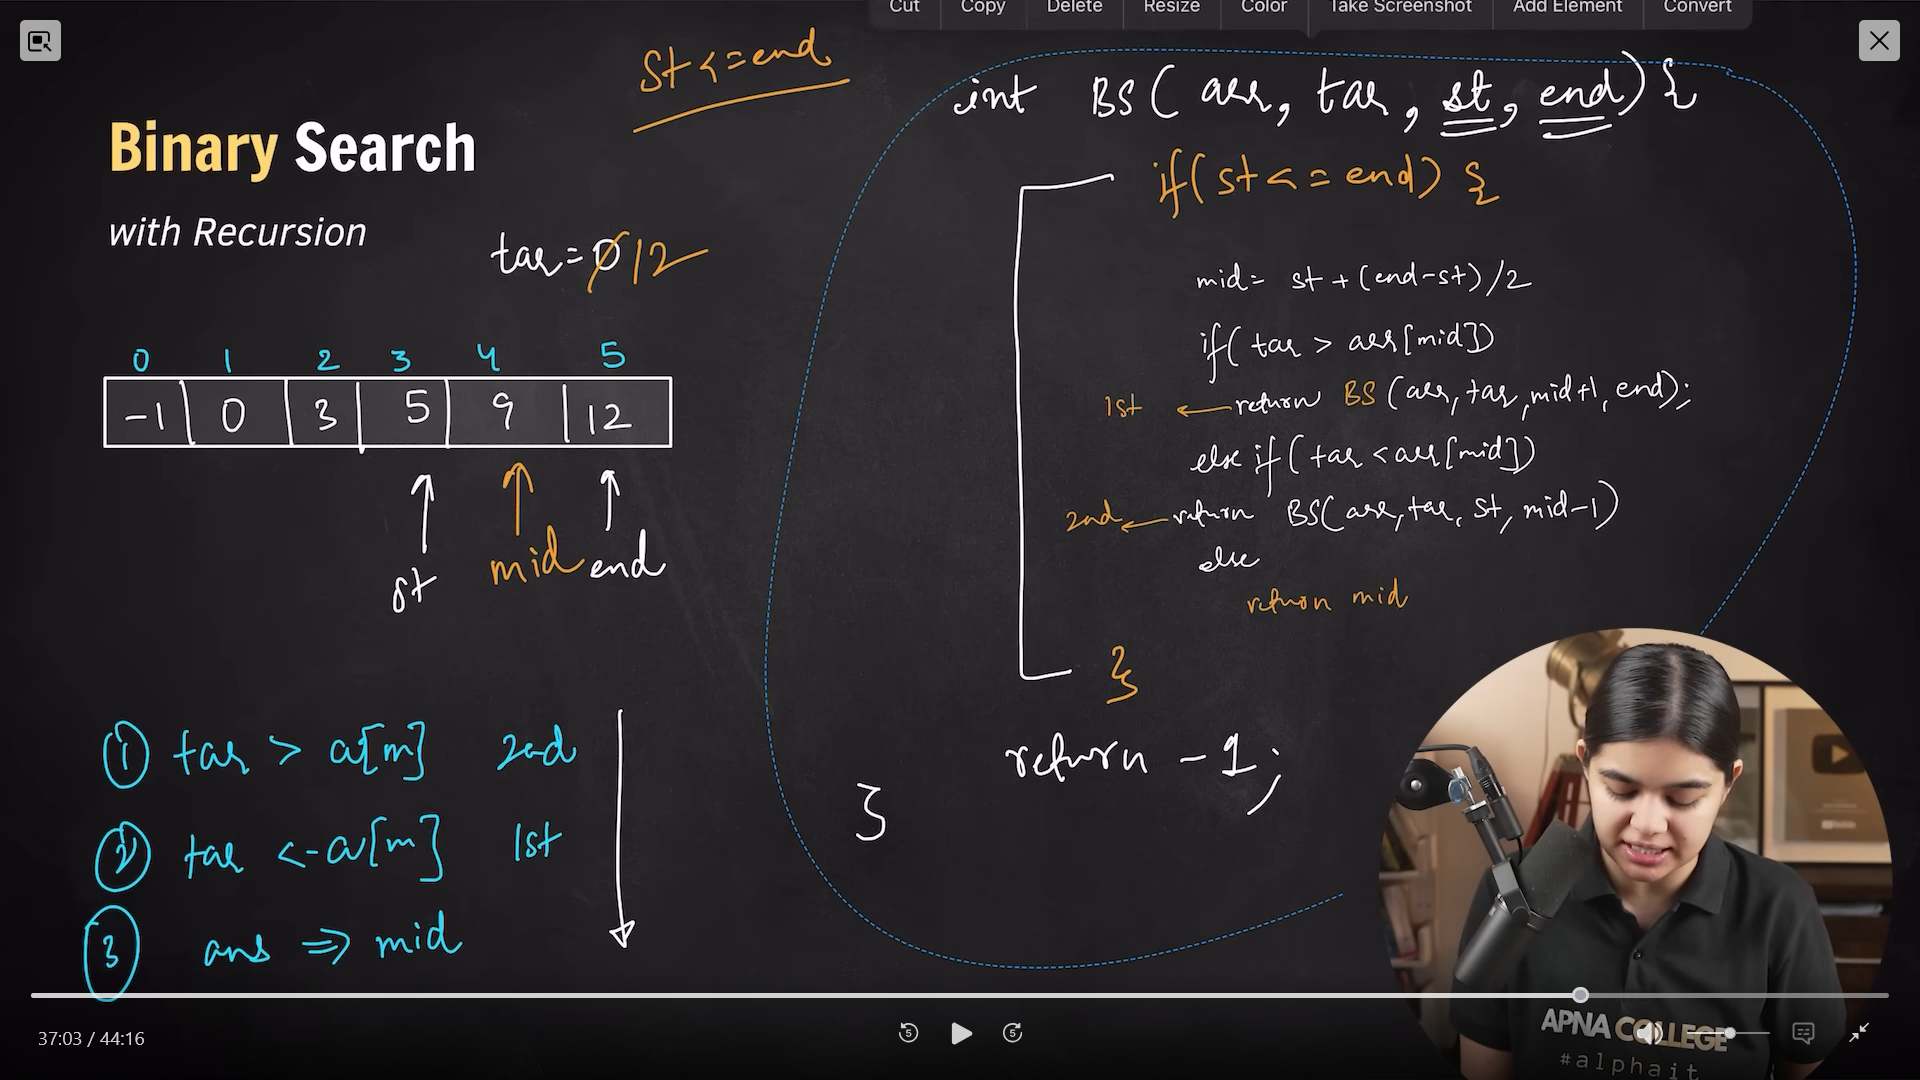 Cut Copy Delete Resize Color Take Screenshot Add Element Convert
st <= end
Binary Search
with Recursion
tar = 0 12
0 1 2 3 4 5
-1 0 3 5 9 12
st mid end
① tar > a[m] 2nd
② tar < a[m] 1st
③ ans ⇒ mid
int BS( arr, tar, st, end) {
if( st <= end) {
mid = st + (end-st)/2
if( tar > arr[mid])
1st ← return BS (arr, tar, mid+1, end);
else if( tar < arr[mid])
2nd ← return BS(arr, tar, st, mid-1)
else
return mid
}
return -1;
}
APNA COLLEGE
#alpha
37:03 / 44:16
5 5